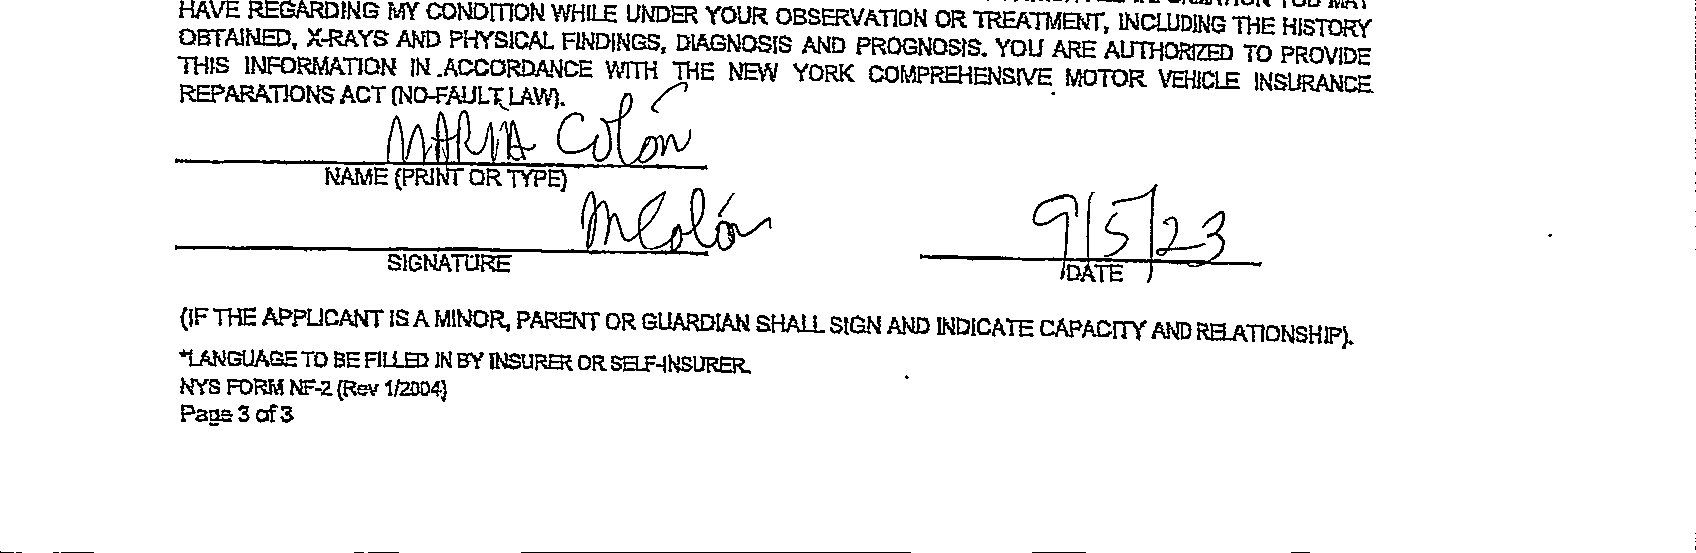 HAVE REGARDING MY CONDITION WHILE UNDER YOUR OBSERVATION OR TREATMENT, INCLUDING THE HISTORY
OBTAINED, X-RAYS AND PHYSICAL FINDINGS, DIAGNOSIS AND PROGNOSIS. YOU ARE AUTHORIZED TO PROVIDE
THIS INFORMATION IN ACCORDANCE WITH THE NEW YORK COMPREHENSIVE MOTOR VEHICLE INSURANCE
REPARATIONS ACT (NO-FAULT LAW).
MARIA Colón
NAME (PRINT OR TYPE)
MColón 9/5/23
SIGNATURE DATE
(IF THE APPLICANT IS A MINOR, PARENT OR GUARDIAN SHALL SIGN AND INDICATE CAPACITY AND RELATIONSHIP).
*LANGUAGE TO BE FILLED IN BY INSURER OR SELF-INSURER.
NYS FORM NF-2 (Rev 1/2004)
Page 3 of 3